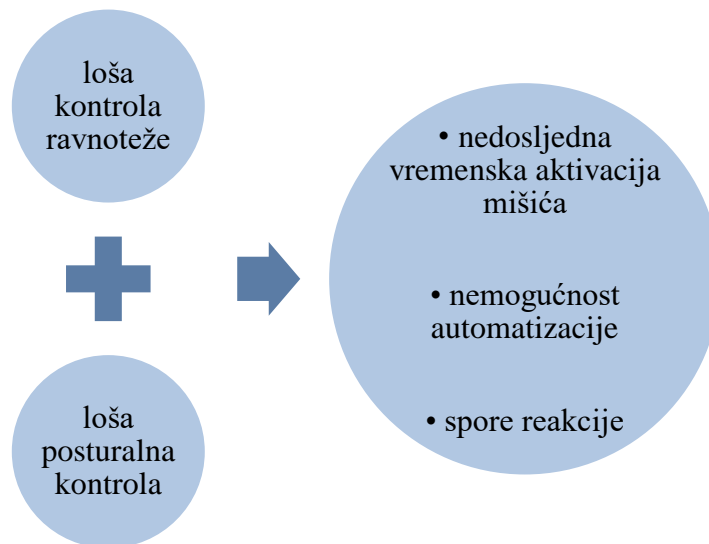 loša
kontrola
ravnoteže
loša
posturalna
kontrola
• nedosljedna
vremenska aktivacija
mišića
• nemogućnost
automatizacije
• spore reakcije